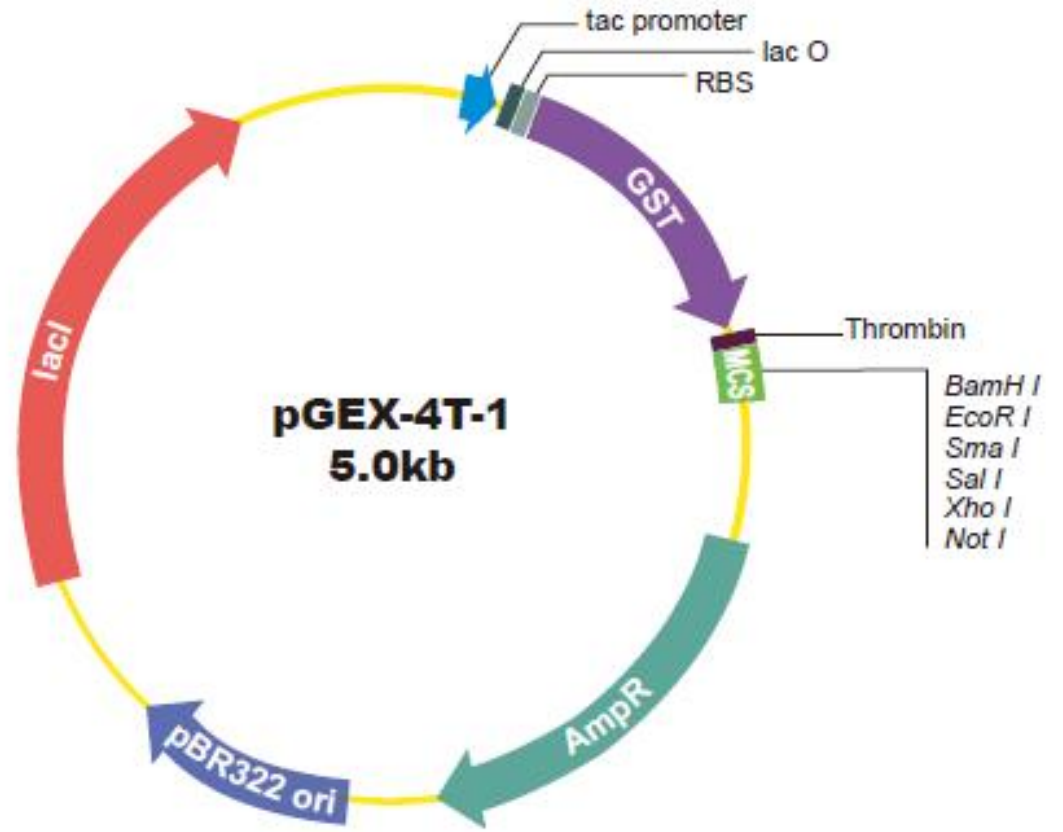 tac promoter
lac O
RBS
GST
Thrombin
MCS
BamH I
EcoR I
Sma I
Sal I
Xho I
Not I
lacI
pGEX-4T-1
5.0kb
AmpR
pBR322 ori